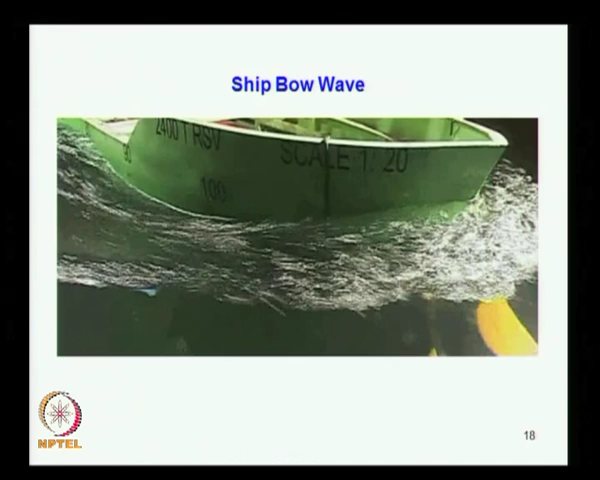 Ship Bow Wave
2400 T RSV
SCALE 1: 20
100
18
NPTEL